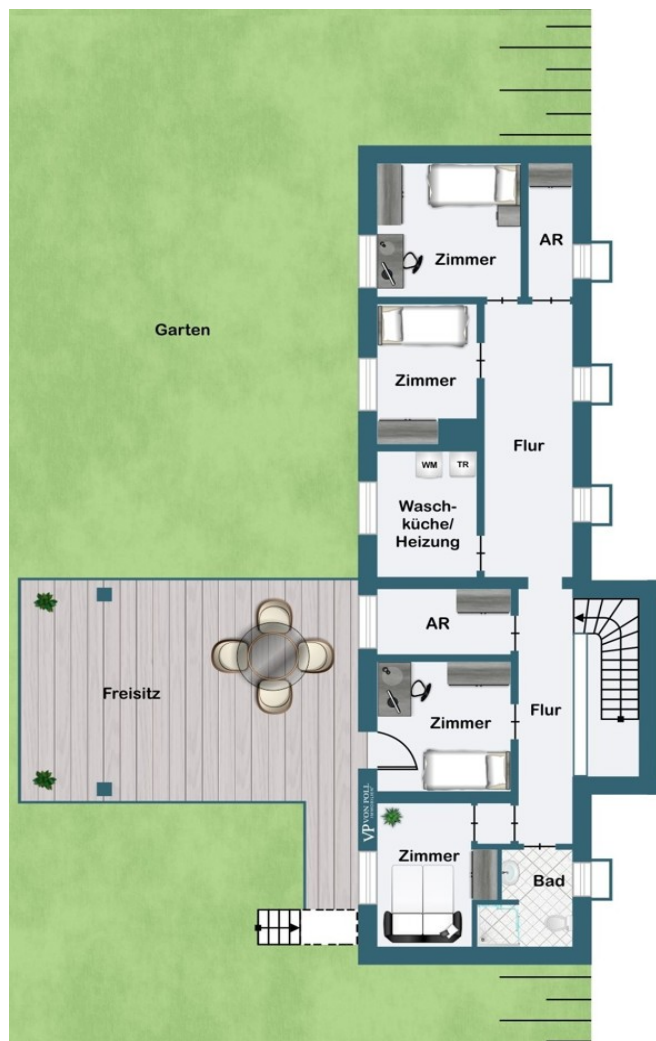 Zimmer
AR
Garten
Zimmer
Flur
WM
TR
Wasch-
küche/
Heizung
AR
Freisitz
Zimmer
Flur
VP VON POLL
IMMOBILIEN
Zimmer
Bad